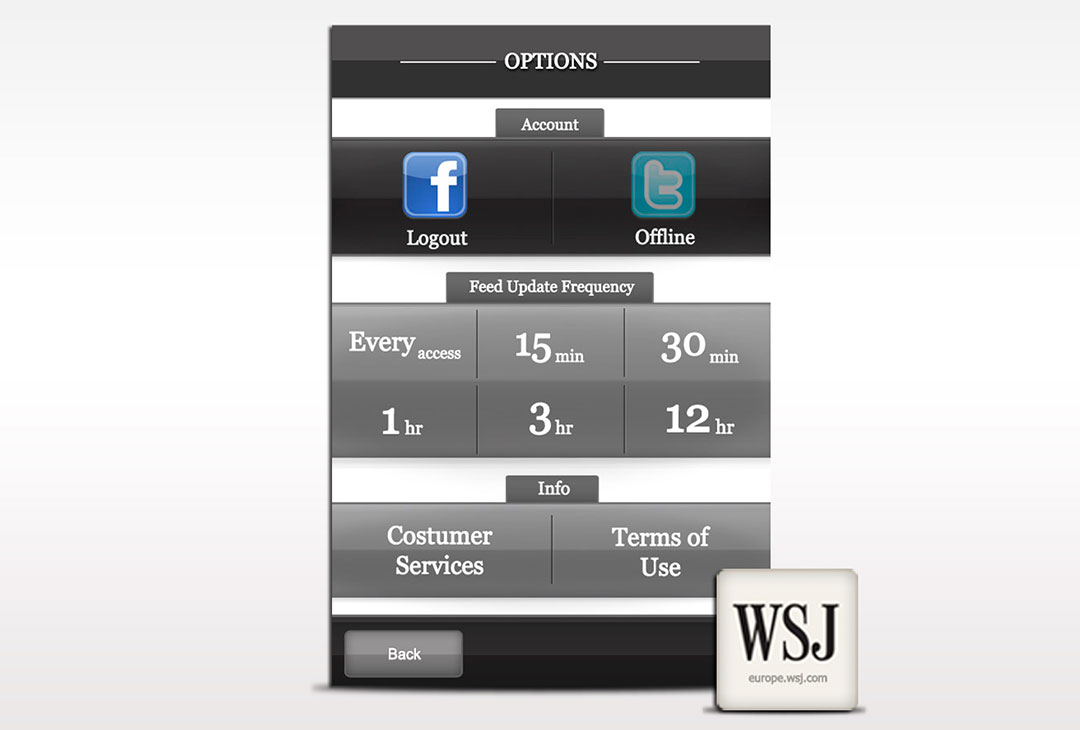 OPTIONS
Account
f t
Logout Offline
Feed Update Frequency
Every access 15 min 30 min
1 hr 3 hr 12 hr
Info
Costumer Terms of
Services Use
Back
WSJ
europe.wsj.com